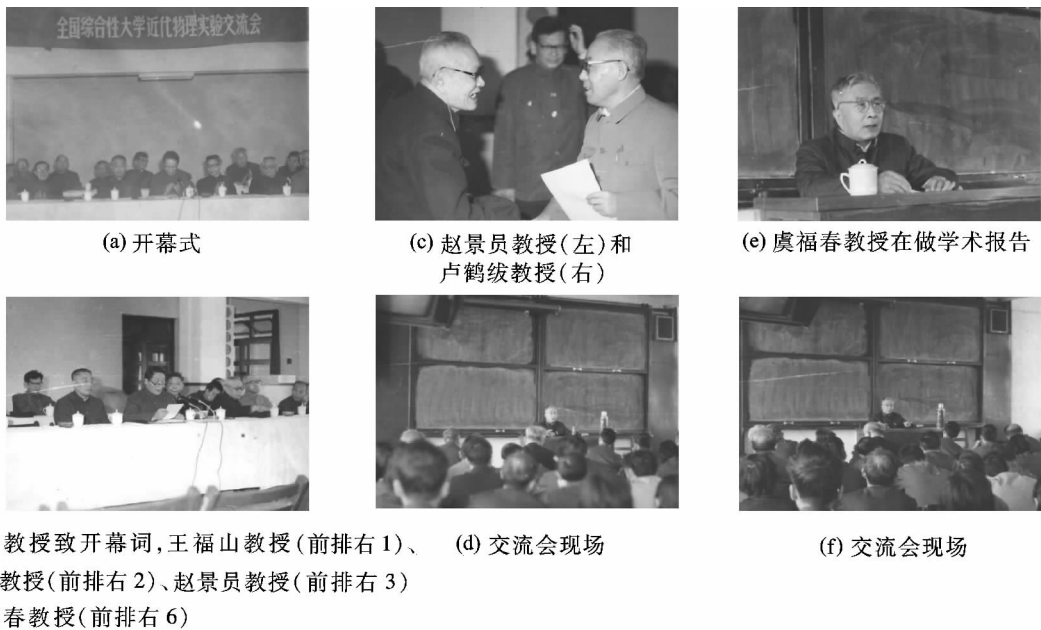 全国综合性大学近代物理实验交流会
(a) 开幕式
(c) 赵景员教授(左)和
卢鹤绂教授(右)
(e) 虞福春教授在做学术报告
教授致开幕词,王福山教授(前排右1)、
教授(前排右2)、赵景员教授(前排右3)
春教授(前排右6)
(d) 交流会现场
(f) 交流会现场